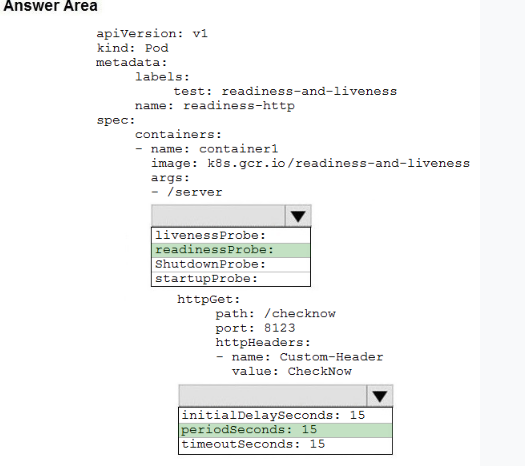 Answer Area
apiVersion: v1
kind: Pod
metadata:
labels:
test: readiness-and-liveness
name: readiness-http
spec:
containers:
- name: container1
image: k8s.gcr.io/readiness-and-liveness
args:
- /server
livenessProbe:
readinessProbe:
ShutdownProbe:
startupProbe:
httpGet:
path: /checknow
port: 8123
httpHeaders:
- name: Custom-Header
value: CheckNow
initialDelaySeconds: 15
periodSeconds: 15
timeoutSeconds: 15